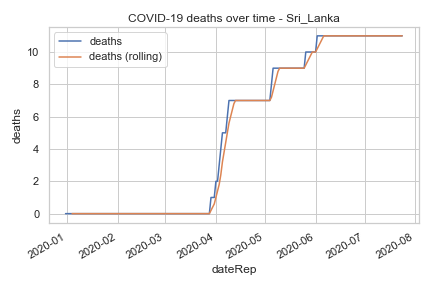 COVID-19 deaths over time - Sri_Lanka
deaths
deaths (rolling)
10
8
6
4
2
0
deaths
2020-01
2020-02
2020-03
2020-04
2020-05
2020-06
2020-07
2020-08
dateRep